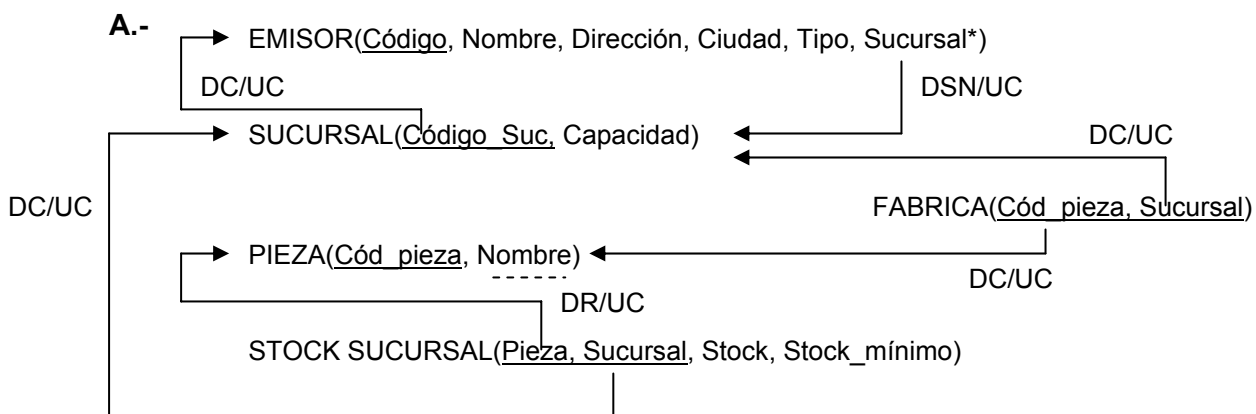 A.-
EMISOR(Código, Nombre, Dirección, Ciudad, Tipo, Sucursal*)
DC/UC
DSN/UC
SUCURSAL(Código_Suc, Capacidad)
DC/UC
DC/UC
FABRICA(Cód_pieza, Sucursal)
PIEZA(Cód_pieza, Nombre)
DC/UC
DR/UC
STOCK SUCURSAL(Pieza, Sucursal, Stock, Stock_mínimo)